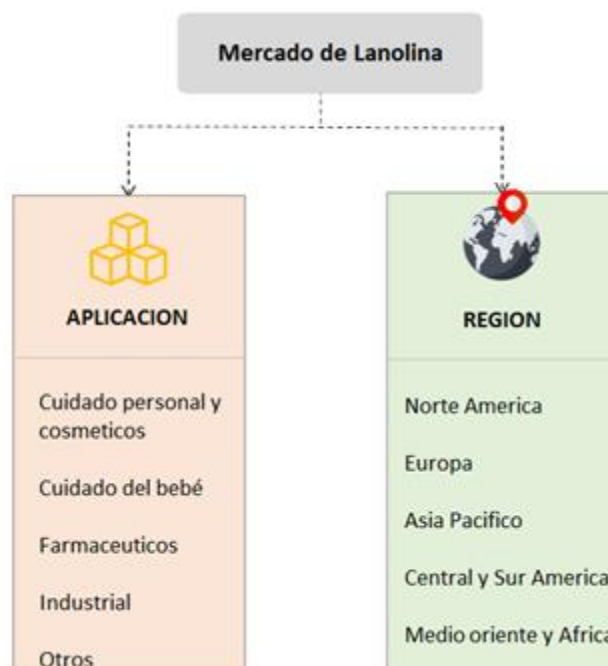 Mercado de Lanolina
APLICACION
Cuidado personal y
cosmeticos
Cuidado del bebé
Farmaceuticos
Industrial
Otros
REGION
Norte America
Europa
Asia Pacifico
Central y Sur America
Medio oriente y Africa